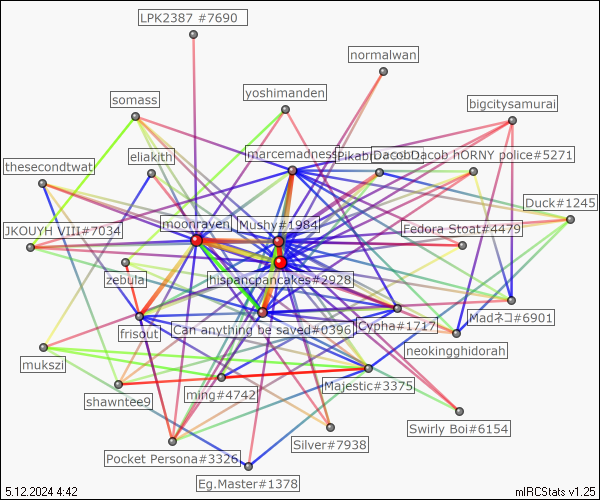 LPK2387 #7690
normalwan
yoshimanden
somass
bigcitysamurai
marcemadness
DacobDacob hORNY police#5271
eliakith
thesecondtwat
Duck#1245
moonraven
Mushy#1984
Fedora Stoat#4479
JKOUYH VIII#7034
zebula
hispancpancakes#2928
Madネコ#6901
frisout
Can anything be saved#0396
Cypha#1717
neokingghidorah
mukszi
shawntee9
ming#4742
Majestic#3375
Swirly Boi#6154
Silver#7938
Pocket Persona#3326
Eg.Master#1378
5.12.2024 4:42
mIRCStats v1.25